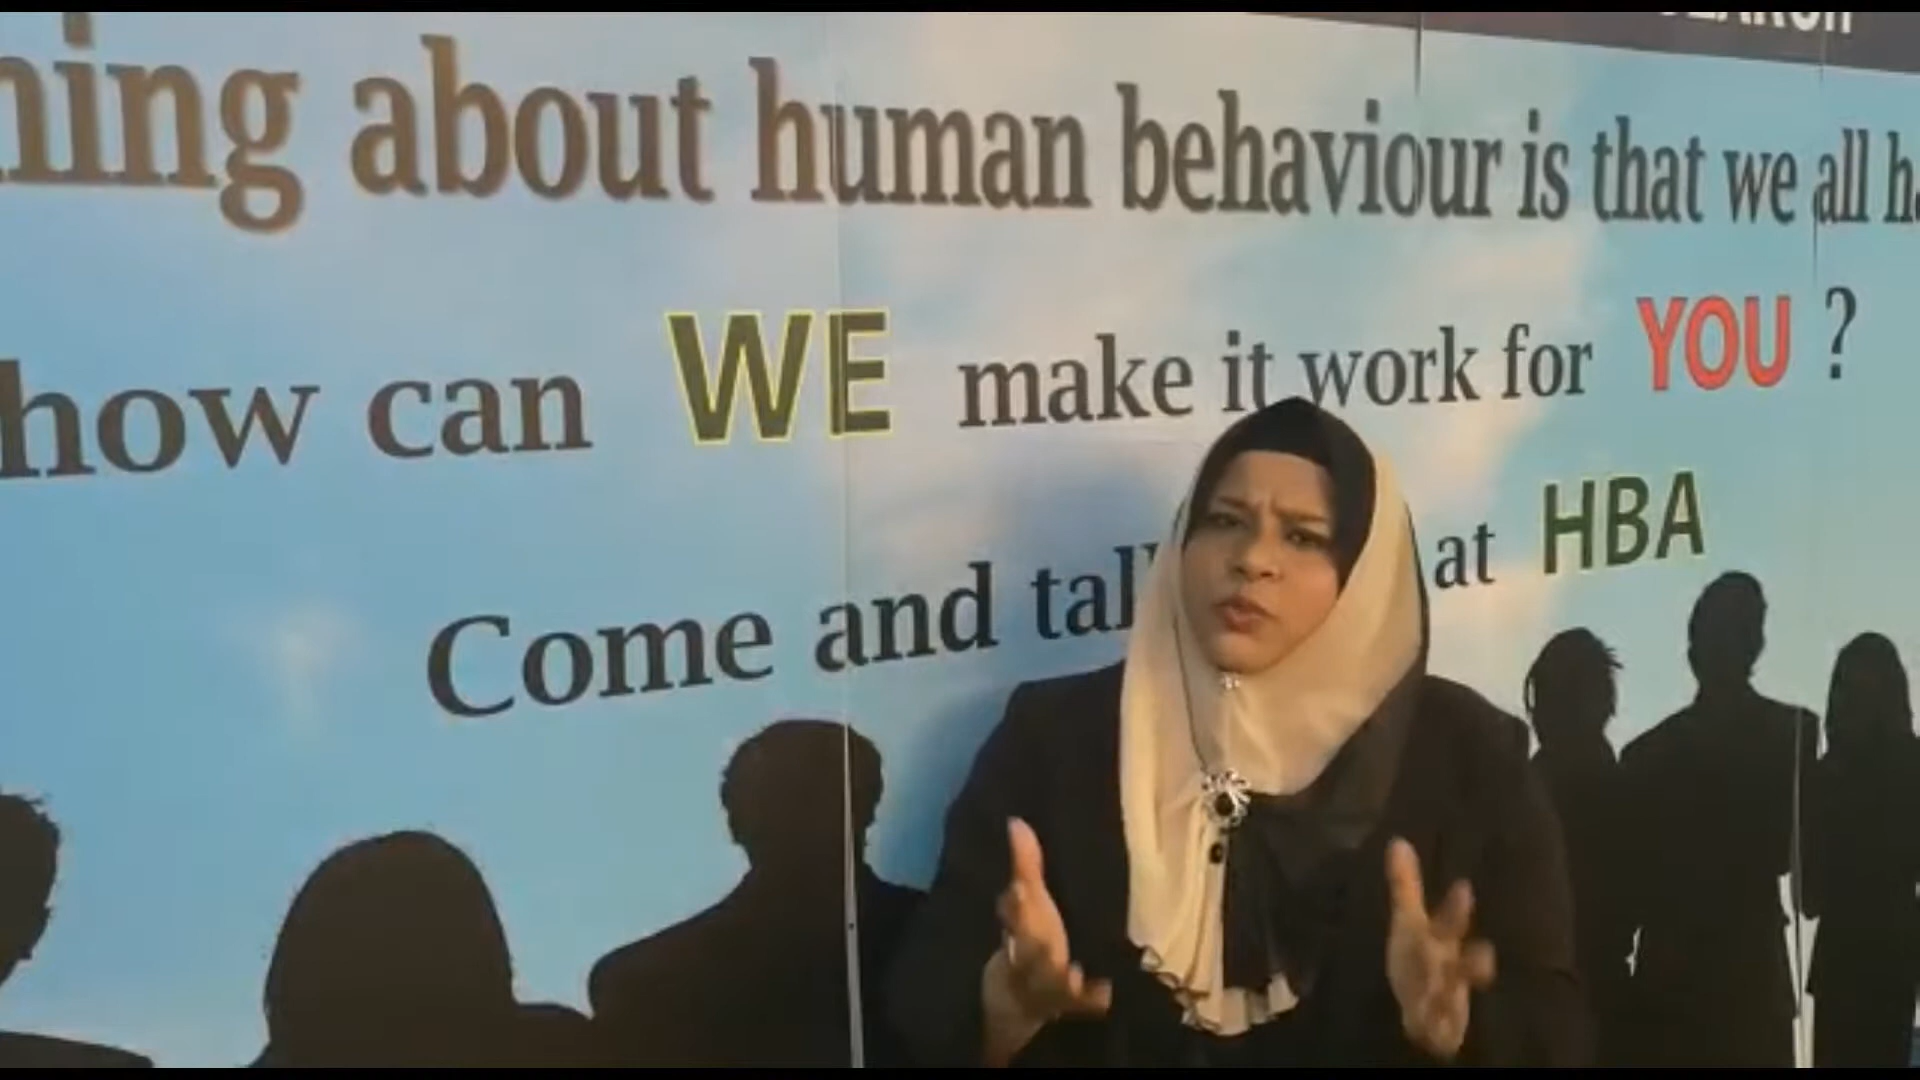 about human behaviour is that we all
how can WE make it work for YOU ?
Come and at HBA